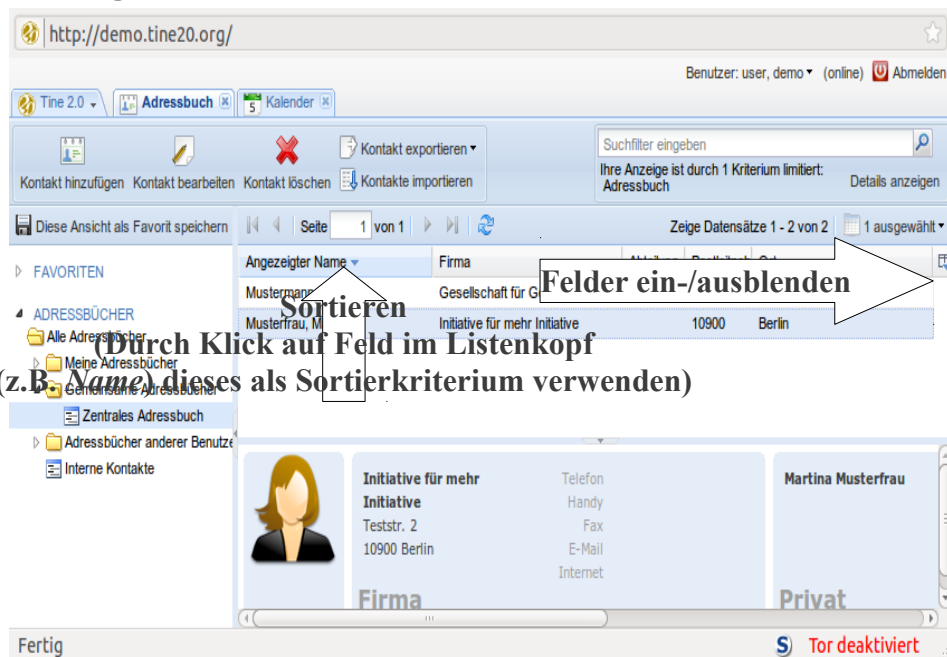 http://demo.tine20.org/
Benutzer: user, demo (online) Abmelden
Tine 2.0 Adressbuch 5 Kalender
Kontakt hinzufügen Kontakt bearbeiten Kontakt löschen Kontakt exportieren
Kontakte importieren
Suchfilter eingeben
Ihre Anzeige ist durch 1 Kriterium limitiert:
Adressbuch Details anzeigen
Diese Ansicht als Favorit speichern Seite 1 von 1 Zeige Datensätze 1 - 2 von 2 1 ausgewählt
FAVORITEN
ADRESSBÜCHER
Alle Adressbücher
Meine Adressbücher
Gemeinsame Adressbücher
Zentrales Adressbuch
Adressbücher anderer Benutze
Interne Kontakte
Angezeigter Name Firma
Gesellschaft für
Musterfrau, M Initiative für mehr Initiative 10900 Berlin
Felder ein-/ausblenden
Sortieren
(Durch Klick auf Feld im Listenkopf
(z.B. Name) dieses als Sortierkriterium verwenden)
Initiative für mehr
Initiative
Teststr. 2
10900 Berlin
Firma
Telefon
Handy
Fax
E-Mail
Internet
Martina Musterfrau
Privat
Fertig S Tor deaktiviert